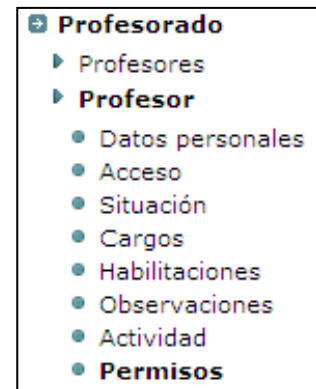 Profesorado
Profesores
Profesor
Datos personales
Acceso
Situación
Cargos
Habilitaciones
Observaciones
Actividad
Permisos